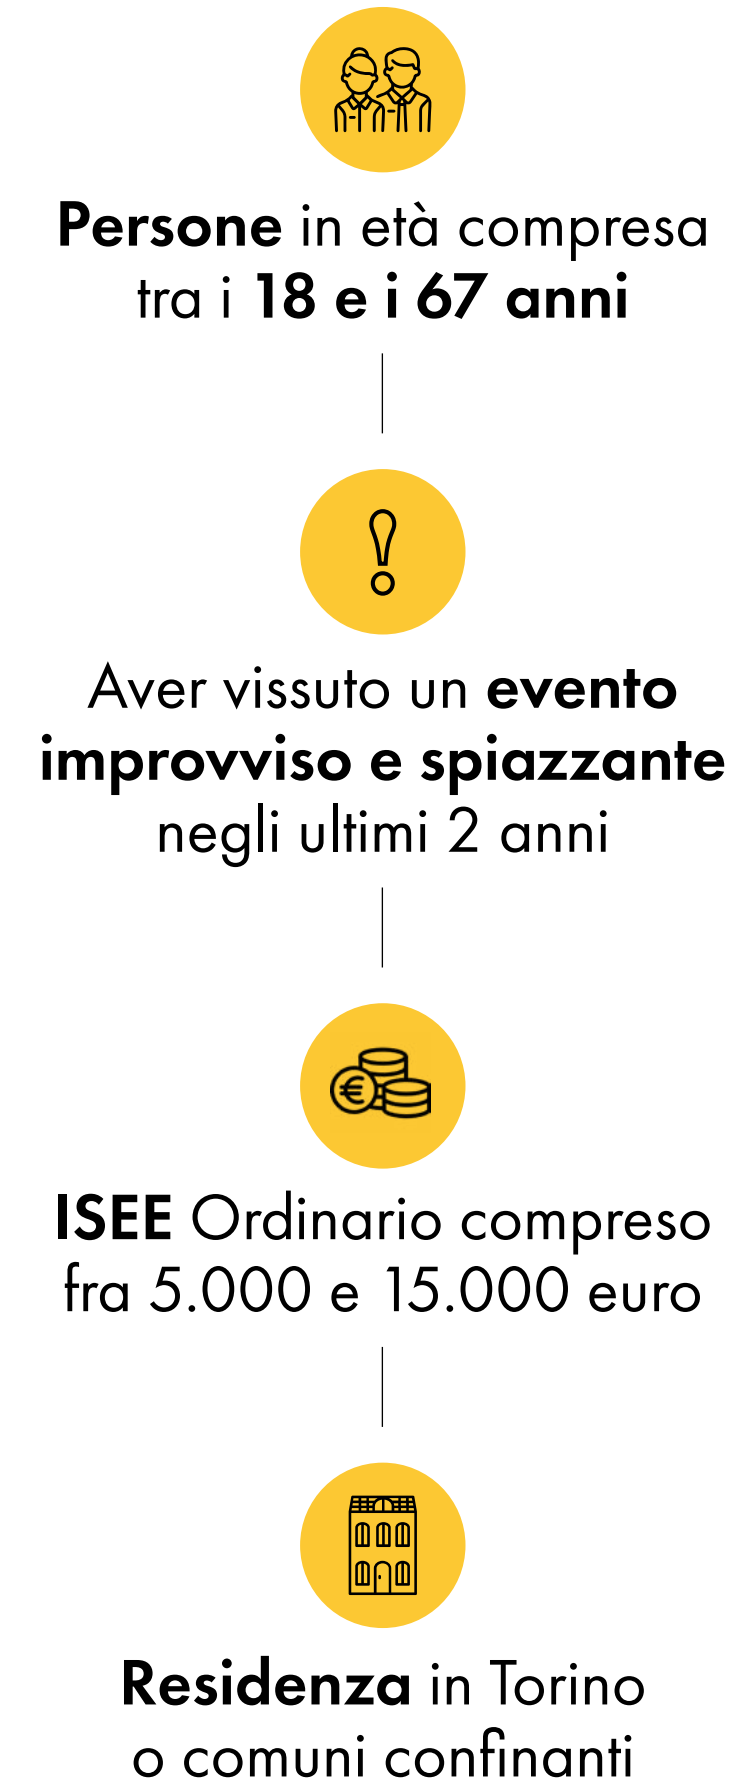 Persone in età compresa
tra i 18 e i 67 anni
Aver vissuto un evento
improvviso e spiazzante
negli ultimi 2 anni
€
ISEE Ordinario compreso
fra 5.000 e 15.000 euro
Residenza in Torino
o comuni confinanti